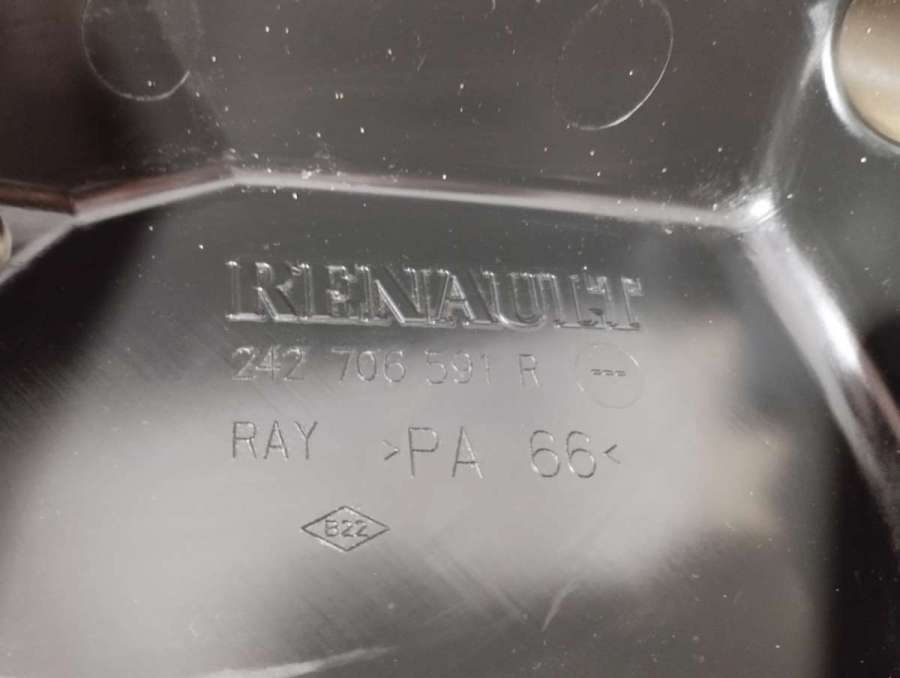 RENAULT
242 706 591 R
RAY >PA 66<
B22